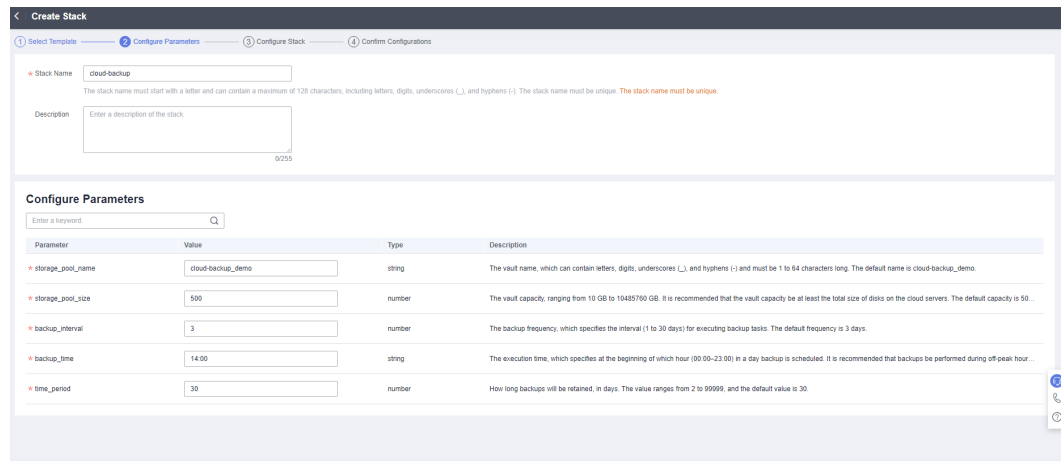 < Create Stack
1 Select Template 2 Configure Parameters 3 Configure Stack 4 Confirm Configurations
* Stack Name cloud-backup
The stack name must start with a letter and can contain a maximum of 128 characters, including letters, digits, underscores (_), and hyphens (-). The stack name must be unique. The stack name must be unique.
Description Enter a description of the stack
0/255
Configure Parameters
Enter a keyword.
Parameter Value Type Description
* storage_pool_name cloud-backup_demo string The vault name, which can contain letters, digits, underscores (_), and hyphens (-) and must be 1 to 64 characters long. The default name is cloud-backup_demo.
* storage_pool_size 500 number The vault capacity, ranging from 10 GB to 10485760 GB. It is recommended that the vault capacity be at least the total size of disks on the cloud servers. The default capacity is 50...
* backup_interval 3 number The backup frequency, which specifies the interval (1 to 30 days) for executing backup tasks. The default frequency is 3 days.
* backup_time 14:00 string The execution time, which specifies at the beginning of which hour (00:00–23:00) in a day backup is scheduled. It is recommended that backups be performed during off-peak hour...
* time_period 30 number How long backups will be retained, in days. The value ranges from 2 to 99999, and the default value is 30.